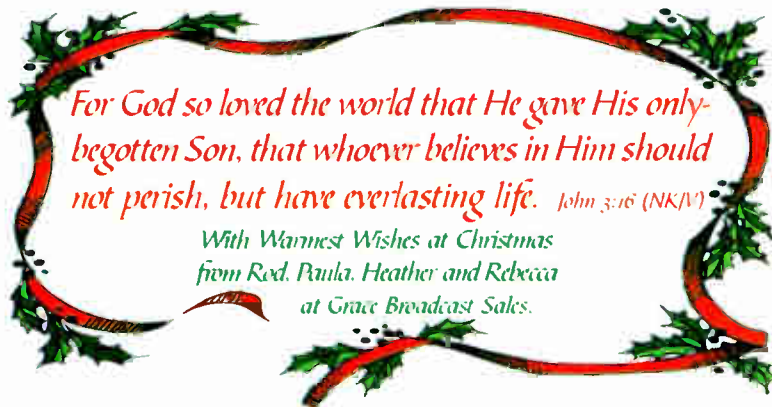 For God so loved the world that He gave His only-
begotten Son, that whoever believes in Him should
not perish, but have everlasting life. John 3:16 (NKJV)
With Warmest Wishes at Christmas
from Rod, Paula, Heather and Rebecca
at Grace Broadcast Sales.